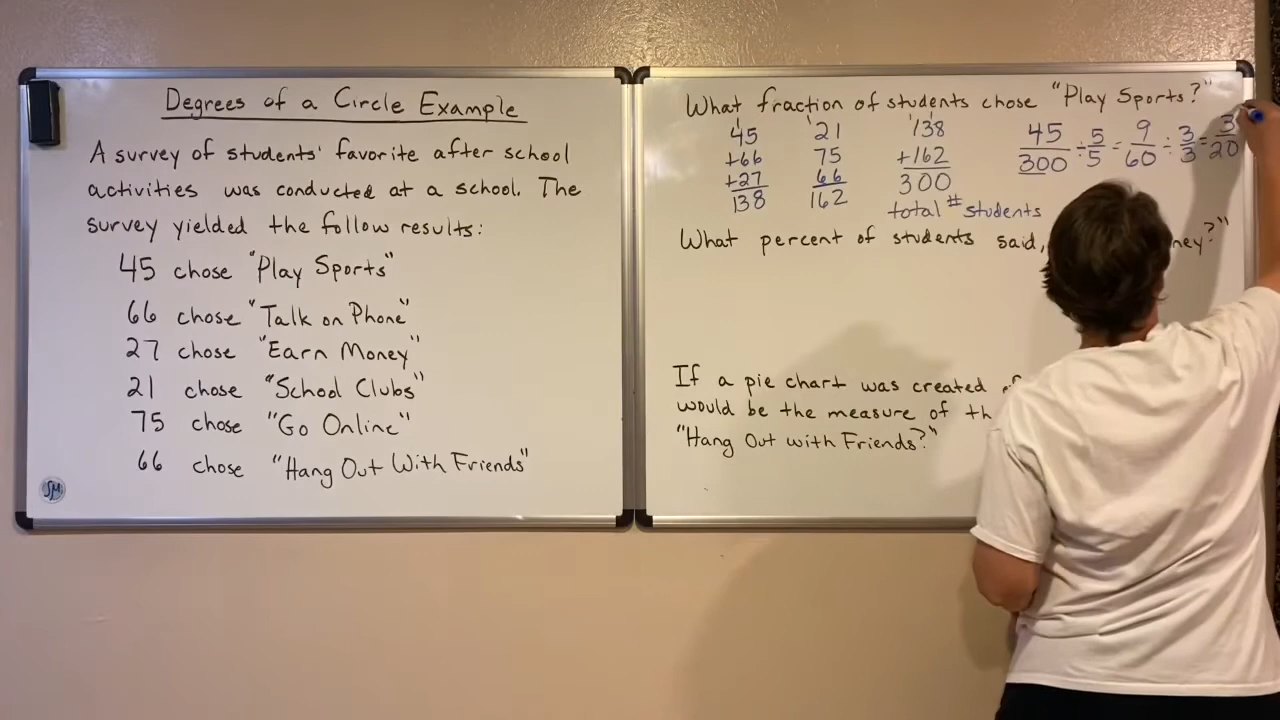 Degrees of a Circle Example
A survey of students' favorite after school
activities was conducted at a school. The
survey yielded the follow results:
45 chose "Play Sports"
66 chose "Talk on Phone"
27 chose "Earn Money"
21 chose "School Clubs"
75 chose "Go Online"
66 chose "Hang Out With Friends"
SM
What fraction of students chose "Play Sports?"
1 1 1 1
45 21 138 45/300 ÷ 5/5 = 9/60 ÷ 3/3 = 3/20
+66 75 +162
+27 66 300
138 162 total # students
What percent of students said, ney?"
If a pie chart was created
would be the measure of th
"Hang Out with Friends?"